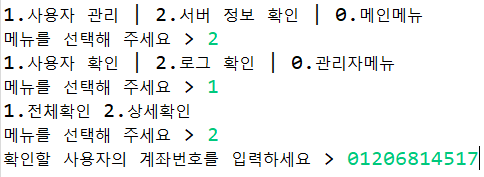 1.사용자 관리 | 2.서버 정보 확인 | 0.메인메뉴
메뉴를 선택해 주세요 > 2
1.사용자 확인 | 2.로그 확인 | 0.관리자메뉴
메뉴를 선택해 주세요 > 1
1.전체확인 2.상세확인
메뉴를 선택해 주세요 > 2
확인할 사용자의 계좌번호를 입력하세요 > 01206814517